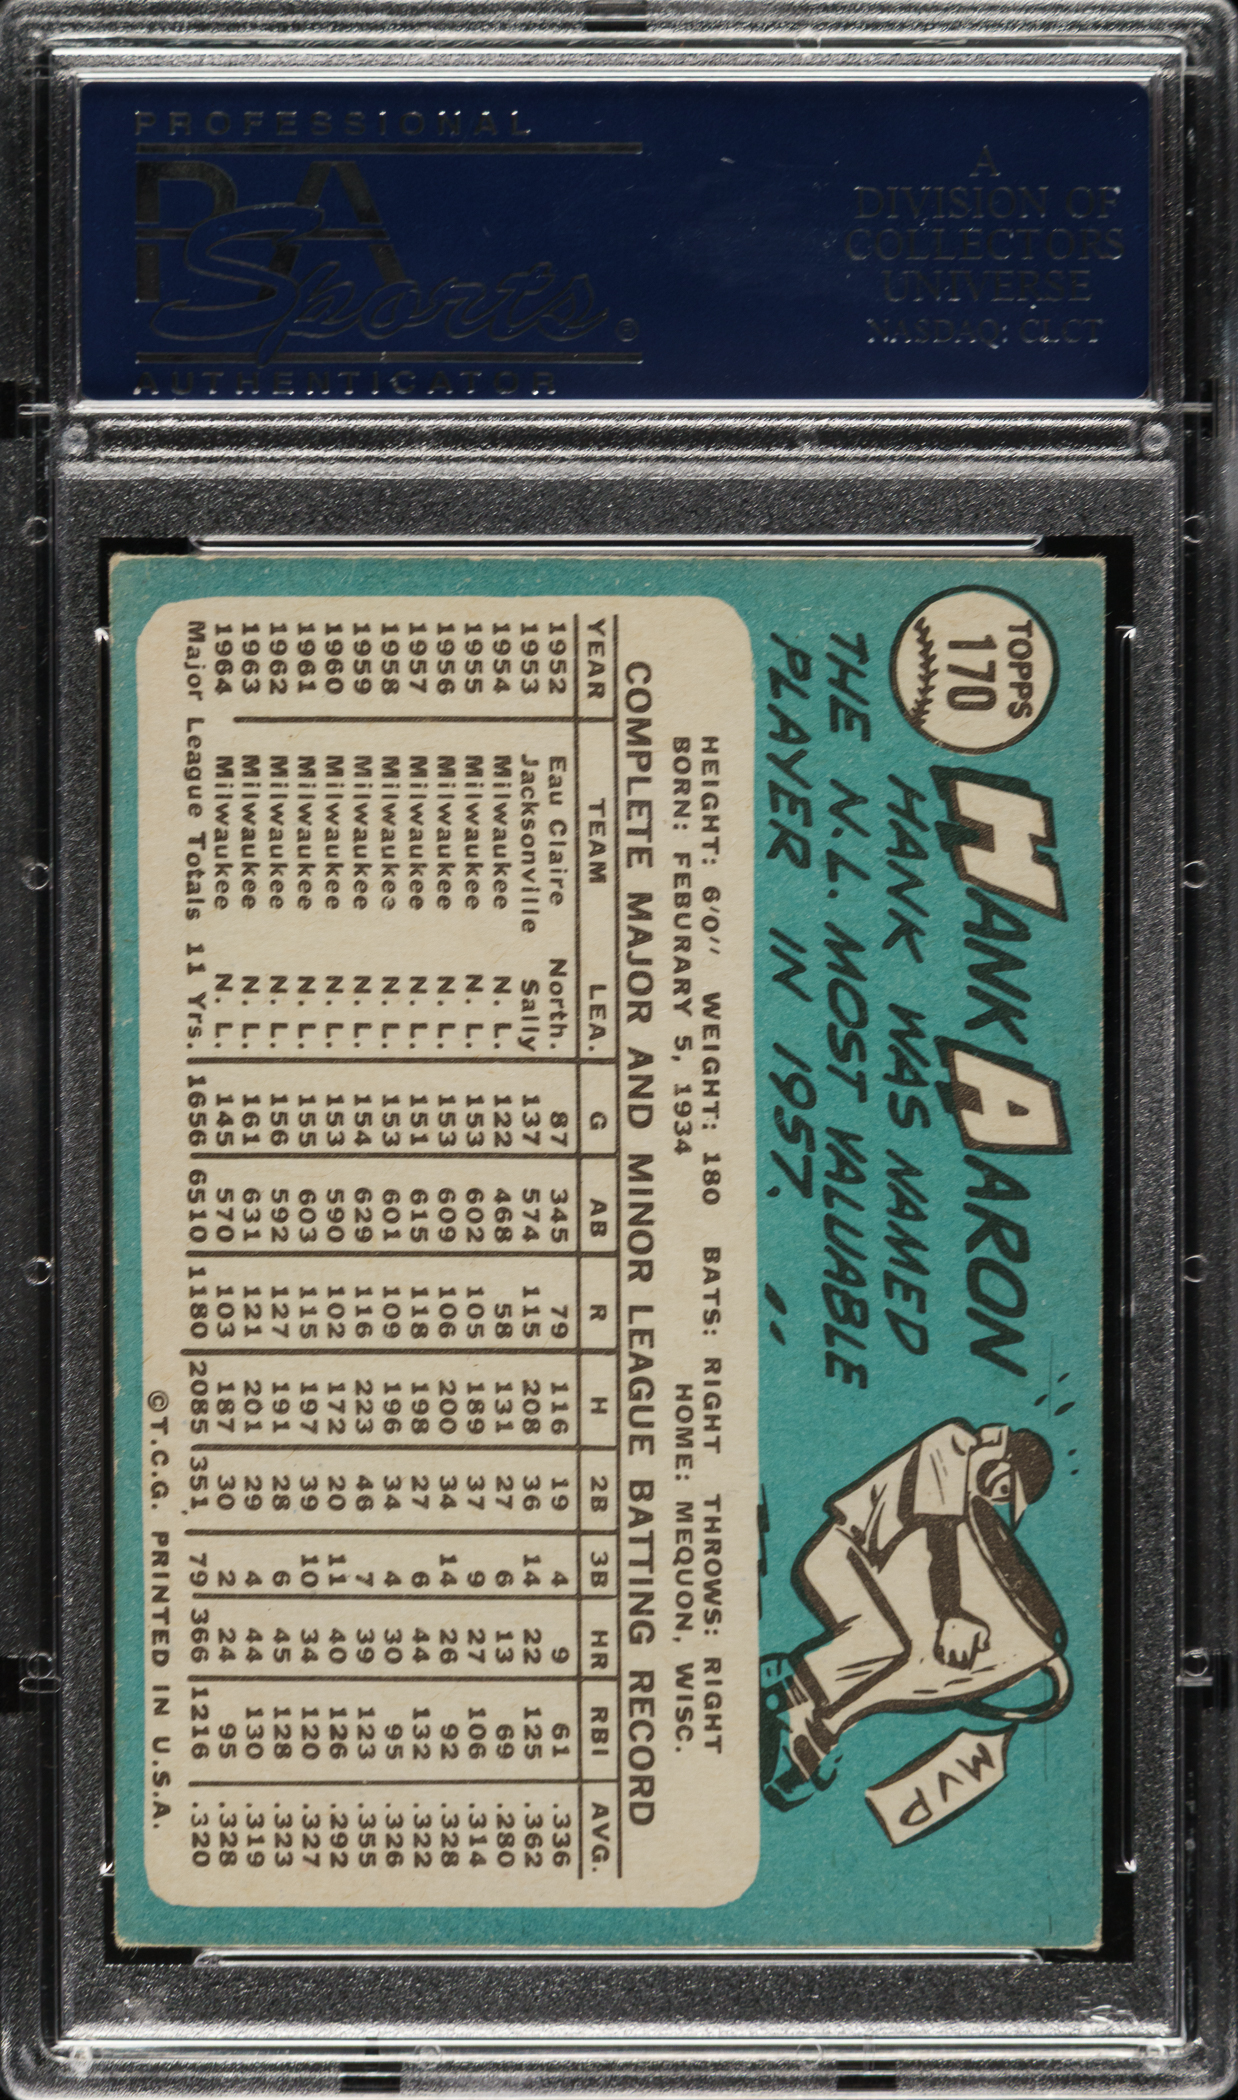 PROFESSIONAL
PSA
Sports®
AUTHENTICATOR
A
DIVISION OF
COLLECTORS
UNIVERSE
NASDAQ: CLCT
TOPPS
170
HANK AARON
HANK WAS NAMED
THE N.L. MOST VALUABLE
PLAYER IN 1957.
MVP
HEIGHT: 6'0" WEIGHT: 180 BATS: RIGHT THROWS: RIGHT
BORN: FEBURARY 5, 1934 HOME: MEQUON, WISC.
COMPLETE MAJOR AND MINOR LEAGUE BATTING RECORD
YEAR TEAM LEA. G AB R H 2B 3B HR RBI AVG.
1952 Eau Claire North. 87 345 79 116 19 4 9 61 .336
1953 Jacksonville Sally 137 574 115 208 36 14 22 125 .362
1954 Milwaukee N. L. 122 468 58 131 27 6 13 69 .280
1955 Milwaukee N. L. 153 602 105 189 37 9 27 106 .314
1956 Milwaukee N. L. 153 609 106 200 34 14 26 92 .328
1957 Milwaukee N. L. 151 615 118 198 27 6 44 132 .322
1958 Milwaukee N. L. 153 601 109 196 34 4 30 95 .326
1959 Milwaukee N. L. 154 629 116 223 46 7 39 123 .355
1960 Milwaukee N. L. 153 590 102 172 20 11 40 126 .292
1961 Milwaukee N. L. 155 603 115 197 39 10 34 120 .327
1962 Milwaukee N. L. 156 592 127 191 28 6 45 128 .323
1963 Milwaukee N. L. 161 631 121 201 29 4 44 130 .319
1964 Milwaukee N. L. 145 570 103 187 30 2 24 95 .328
Major League Totals 11 Yrs. 1656 6510 1180 2085 351 79 366 1216 .320
©T.C.G. PRINTED IN U.S.A.